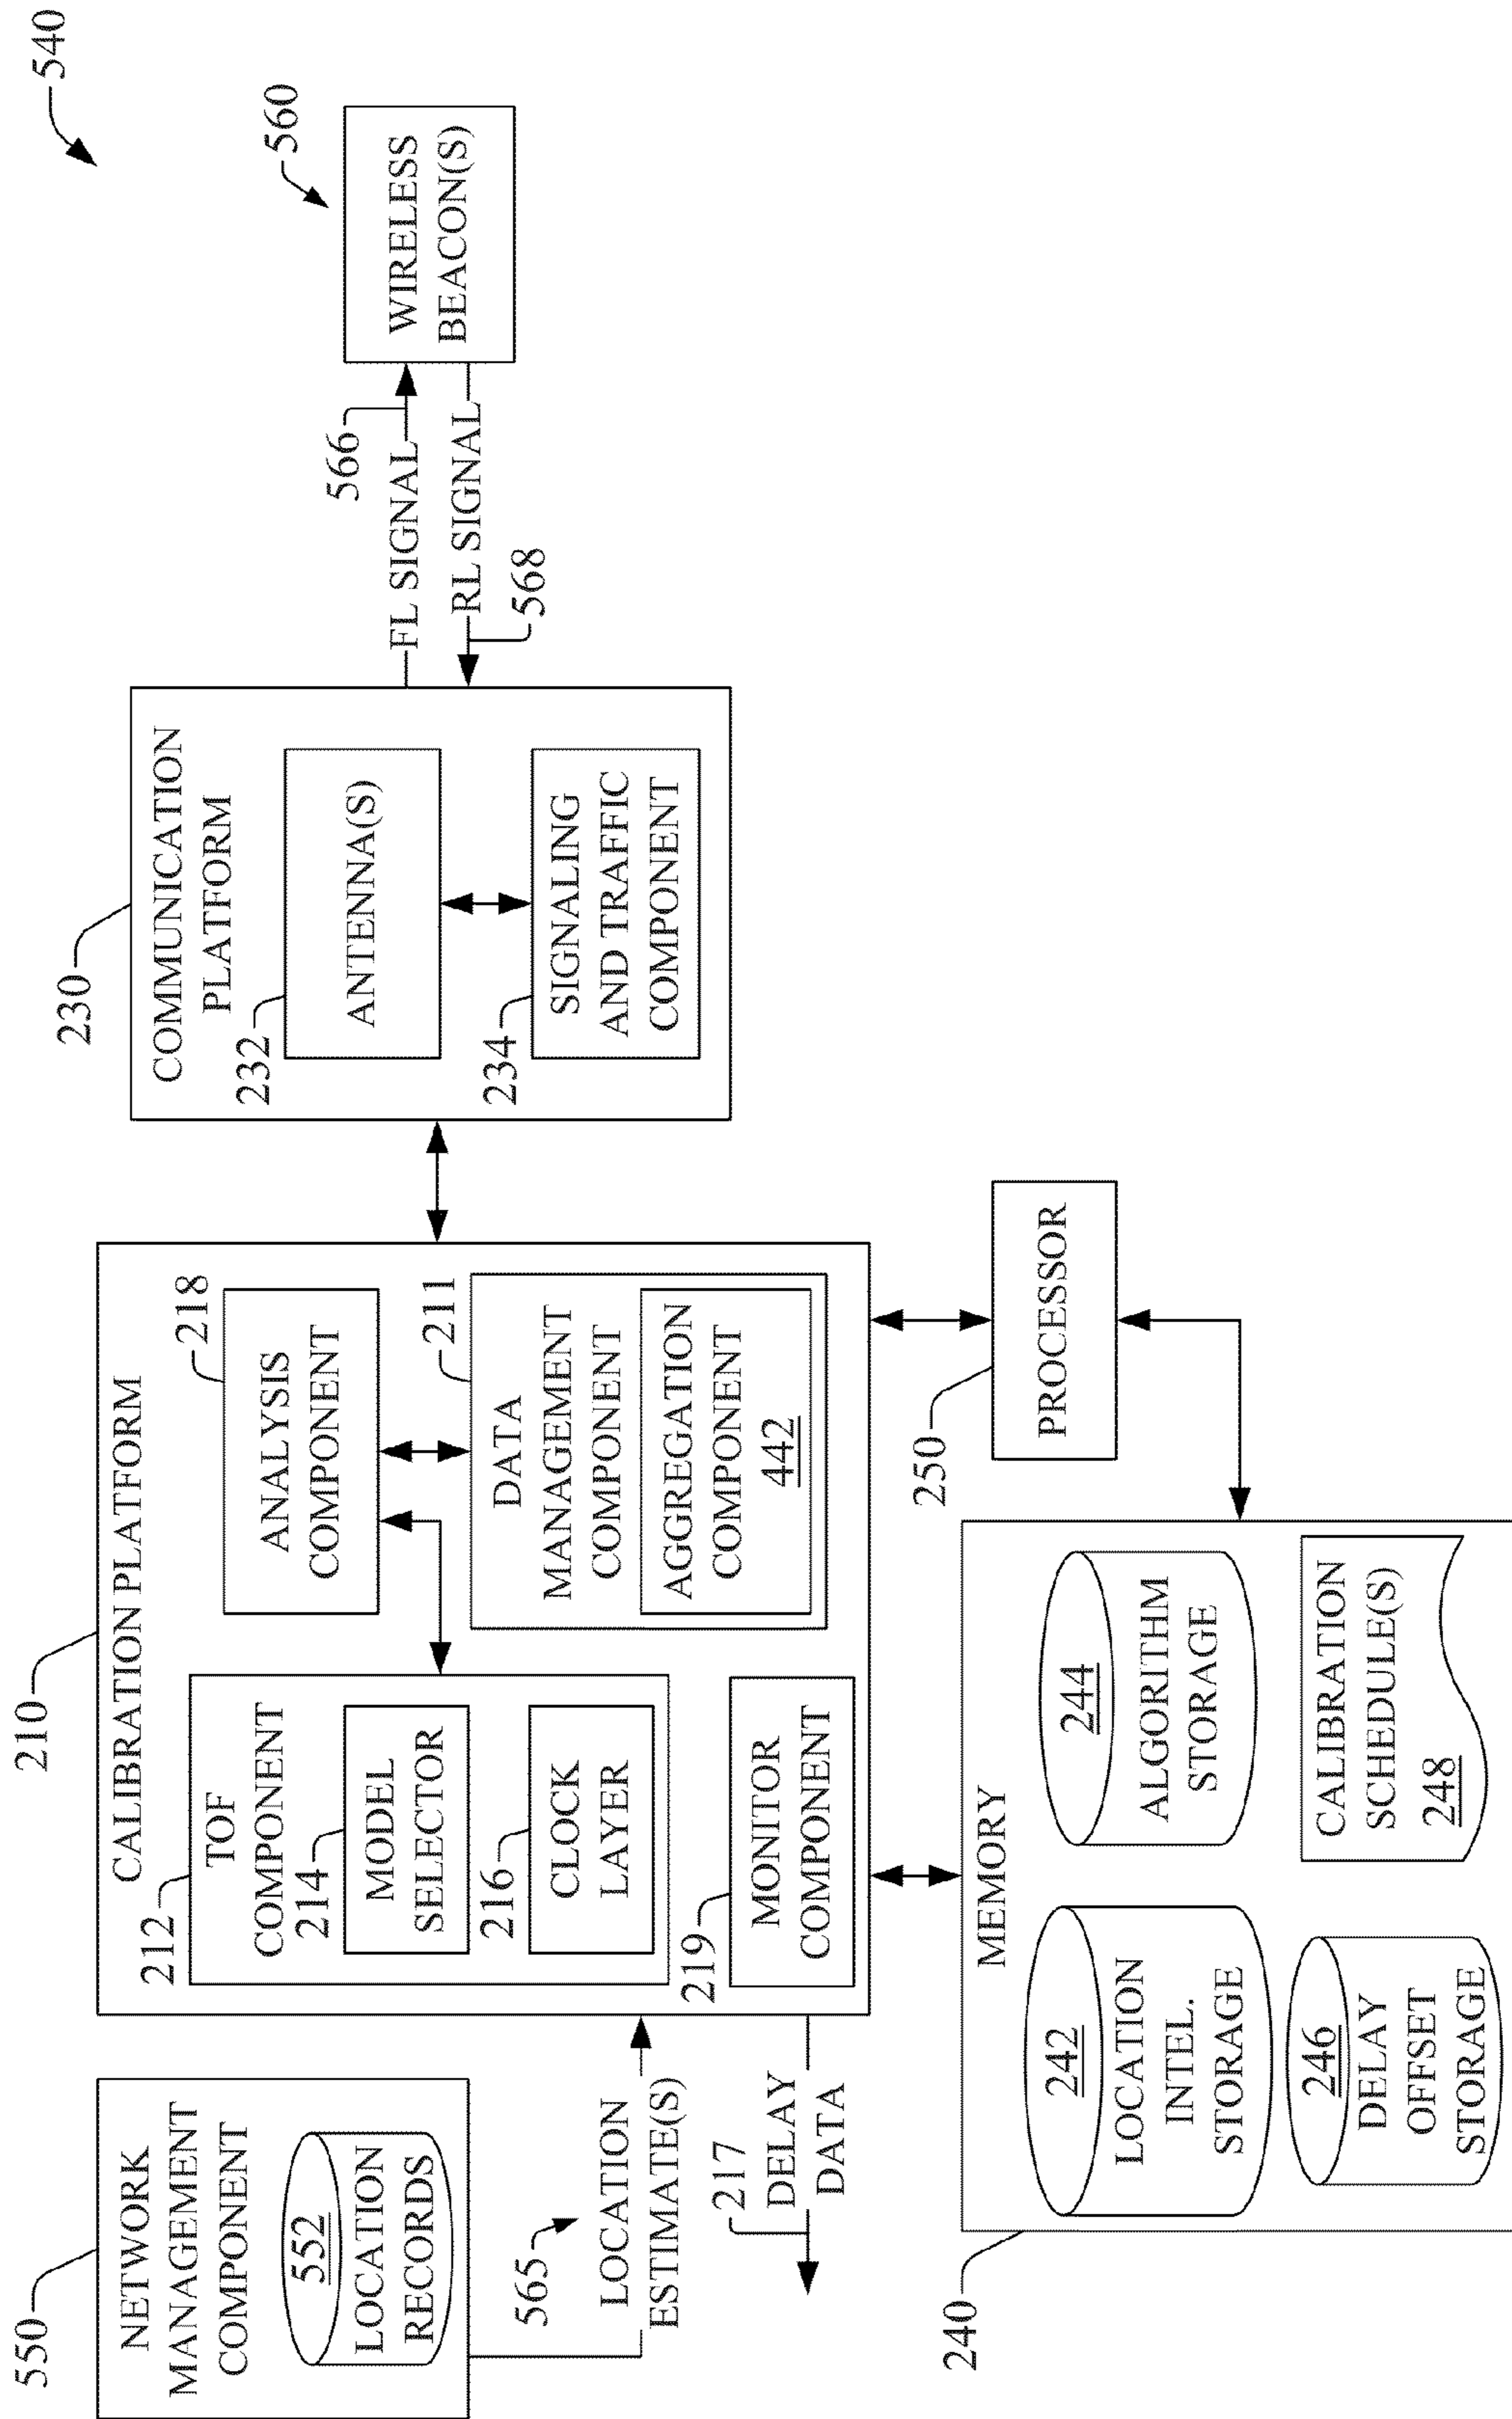 540
550
NETWORK
MANAGEMENT
COMPONENT
552
LOCATION
RECORDS
565
LOCATION
ESTIMATE(S)
217
DELAY
DATA
210
CALIBRATION PLATFORM
212
TOF
COMPONENT
214
MODEL
SELECTOR
216
CLOCK
LAYER
219
MONITOR
COMPONENT
218
ANALYSIS
COMPONENT
211
DATA
MANAGEMENT
COMPONENT
AGGREGATION
COMPONENT
442
230
COMMUNICATION
PLATFORM
232
ANTENNA(S)
234
SIGNALING
AND TRAFFIC
COMPONENT
566
FL SIGNAL
RL SIGNAL
568
560
WIRELESS
BEACON(S)
250
PROCESSOR
240
MEMORY
242
LOCATION
INTEL.
STORAGE
244
ALGORITHM
STORAGE
246
DELAY
OFFSET
STORAGE
CALIBRATION
SCHEDULE(S)
248